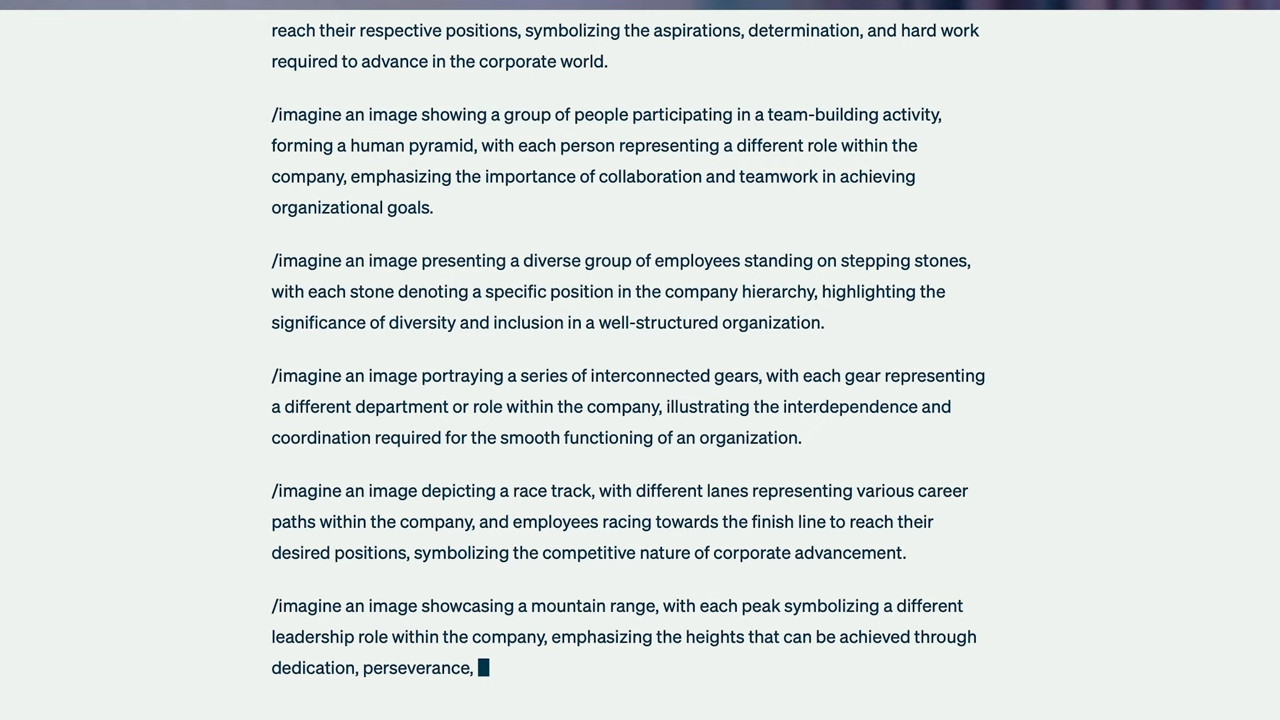 reach their respective positions, symbolizing the aspirations, determination, and hard work
required to advance in the corporate world.
/imagine an image showing a group of people participating in a team-building activity,
forming a human pyramid, with each person representing a different role within the
company, emphasizing the importance of collaboration and teamwork in achieving
organizational goals.
/imagine an image presenting a diverse group of employees standing on stepping stones,
with each stone denoting a specific position in the company hierarchy, highlighting the
significance of diversity and inclusion in a well-structured organization.
/imagine an image portraying a series of interconnected gears, with each gear representing
a different department or role within the company, illustrating the interdependence and
coordination required for the smooth functioning of an organization.
/imagine an image depicting a race track, with different lanes representing various career
paths within the company, and employees racing towards the finish line to reach their
desired positions, symbolizing the competitive nature of corporate advancement.
/imagine an image showcasing a mountain range, with each peak symbolizing a different
leadership role within the company, emphasizing the heights that can be achieved through
dedication, perseverance,